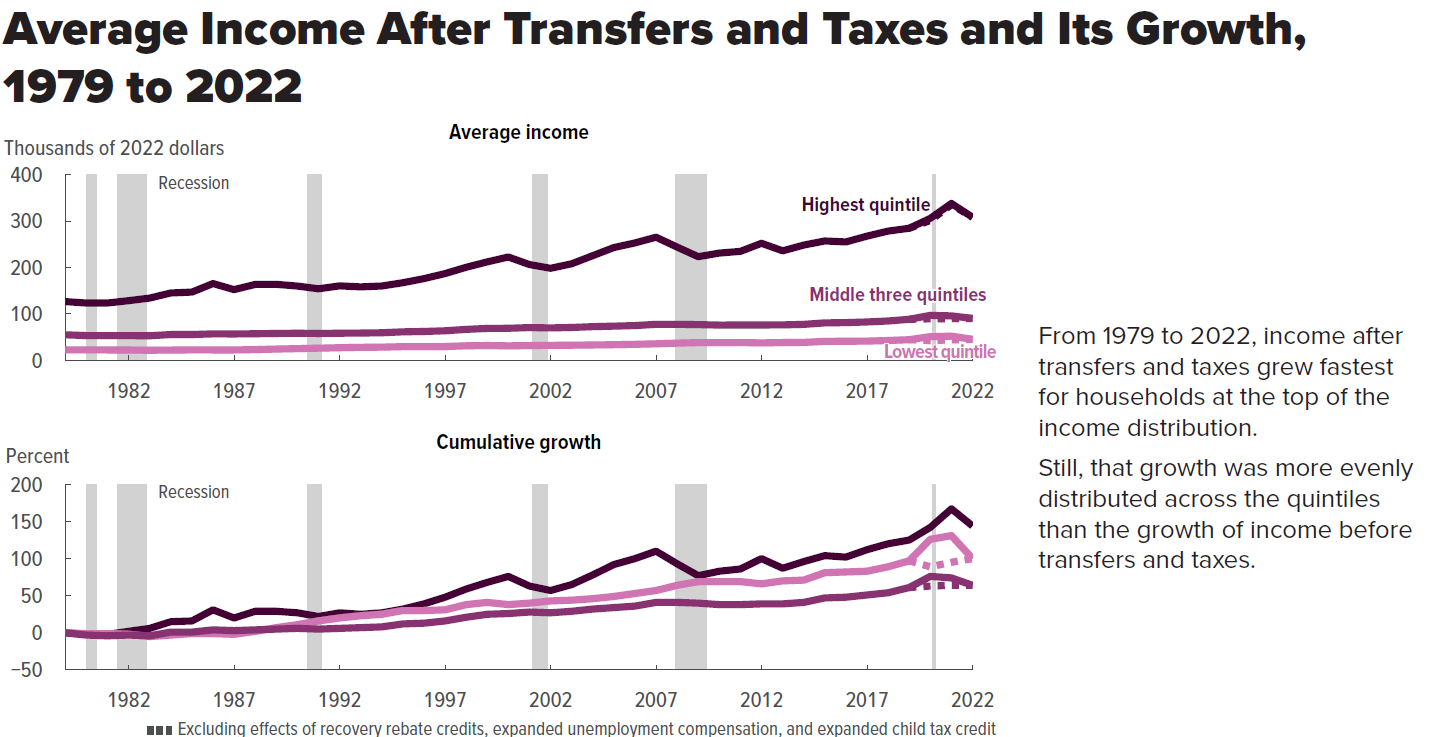 Average Income After Transfers and Taxes and Its Growth,
1979 to 2022
Average income
Thousands of 2022 dollars
400
Recession
Highest quintile
300
200
Middle three quintiles
100
Lowest quintile
0
1982 1987 1992 1997 2002 2007 2012 2017 2022
Cumulative growth
Percent
200
Recession
150
100
50
0
−50
1982 1987 1992 1997 2002 2007 2012 2017 2022
Excluding effects of recovery rebate credits, expanded unemployment compensation, and expanded child tax credit
From 1979 to 2022, income after
transfers and taxes grew fastest
for households at the top of the
income distribution.
Still, that growth was more evenly
distributed across the quintiles
than the growth of income before
transfers and taxes.